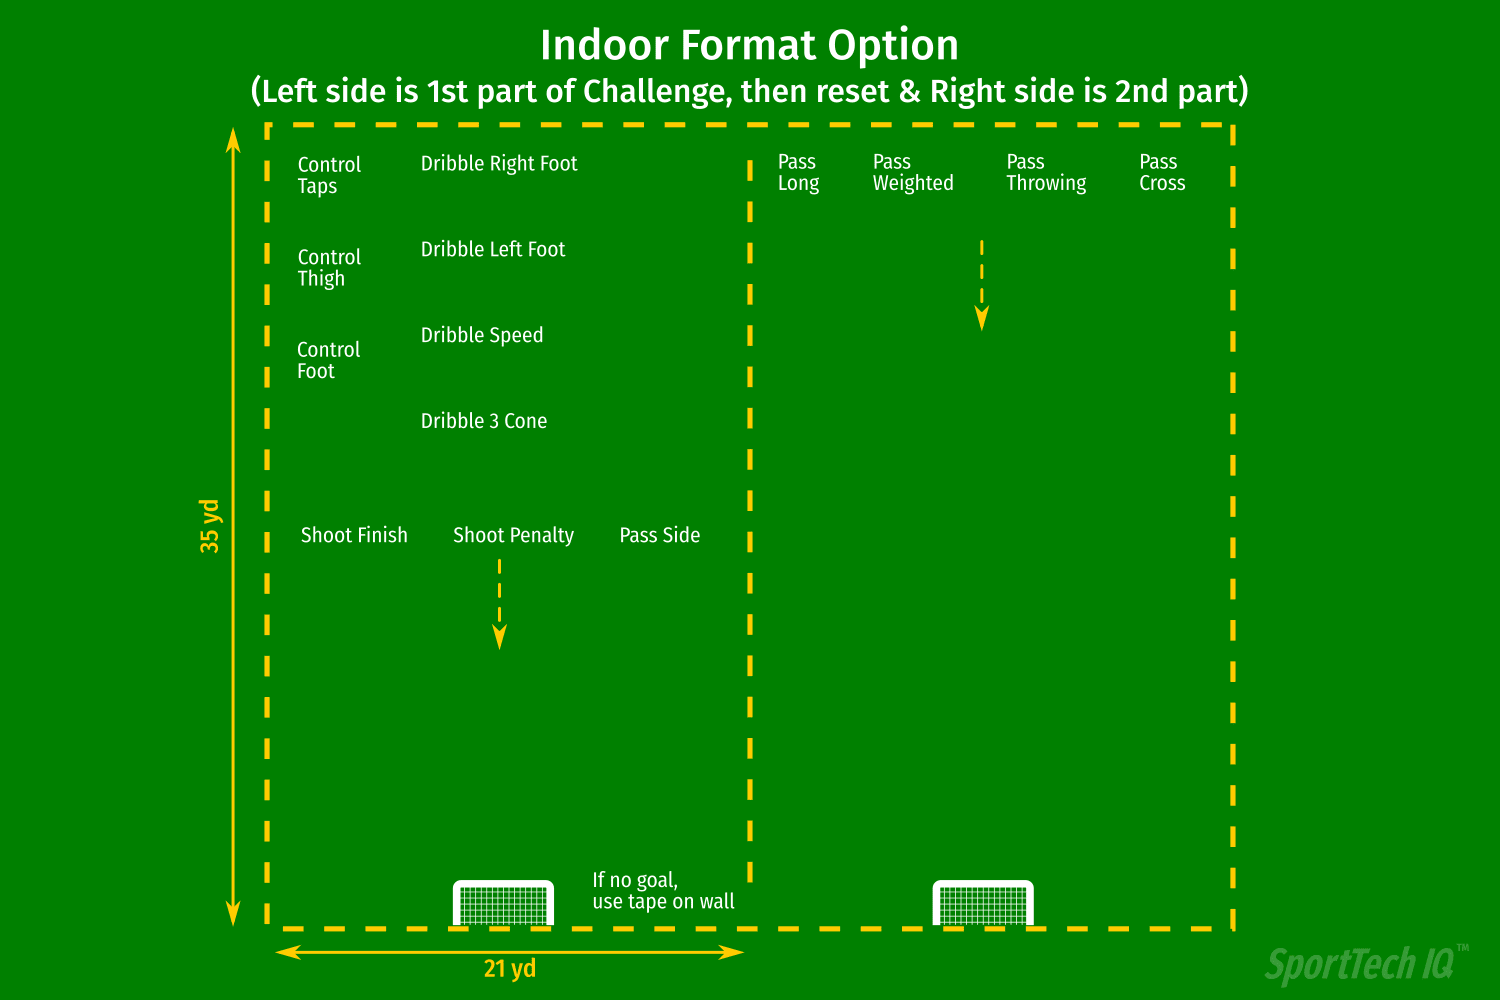 Indoor Format Option
(Left side is 1st part of Challenge, then reset & Right side is 2nd part)
Control
Taps
Dribble Right Foot
Control
Thigh
Dribble Left Foot
Control
Foot
Dribble Speed
Dribble 3 Cone
Shoot Finish
Shoot Penalty
Pass Side
Pass
Long
Pass
Weighted
Pass
Throwing
Pass
Cross
35 yd
If no goal,
use tape on wall
21 yd
SportTech IQ™